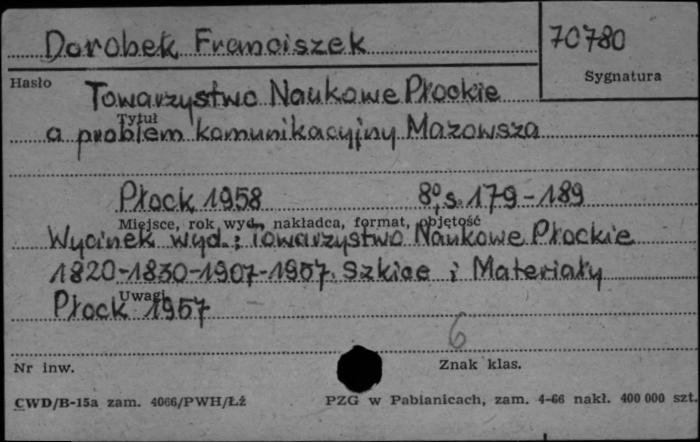 Dorobek Franciszek
70780
Hasło
Sygnatura
Towarzystwo Naukowe Płockie
Tytuł
a problem komunikacyjny Mazowsza
Płock 1958 8°, s. 179-189
Miejsce, rok wyd., nakładca, format, objętość
Wycinek wyd.: Towarzystwo Naukowe Płockie
1820-1830-1907-1957. Szkice i Materiały
Uwagi
Płock 1957
6
Nr inw.
Znak klas.
CWD/B-15a zam. 4066/PWH/Łż
PZG w Pabianicach, zam. 4-66 nakł. 400 000 szt.